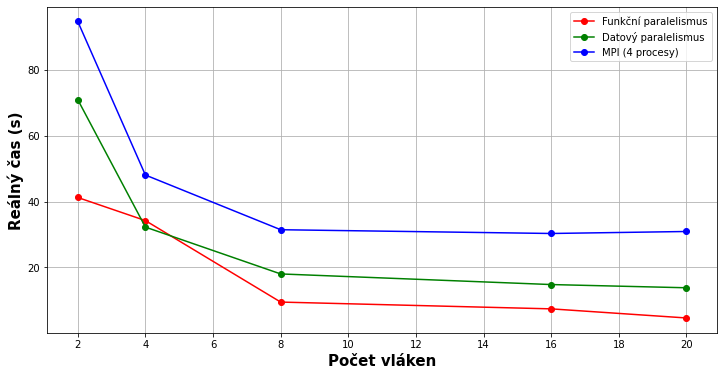 Funkční paralelismus
Datový paralelismus
MPI (4 procesy)
Reálný čas (s)
80
60
40
20
2 4 6 8 10 12 14 16 18 20
Počet vláken